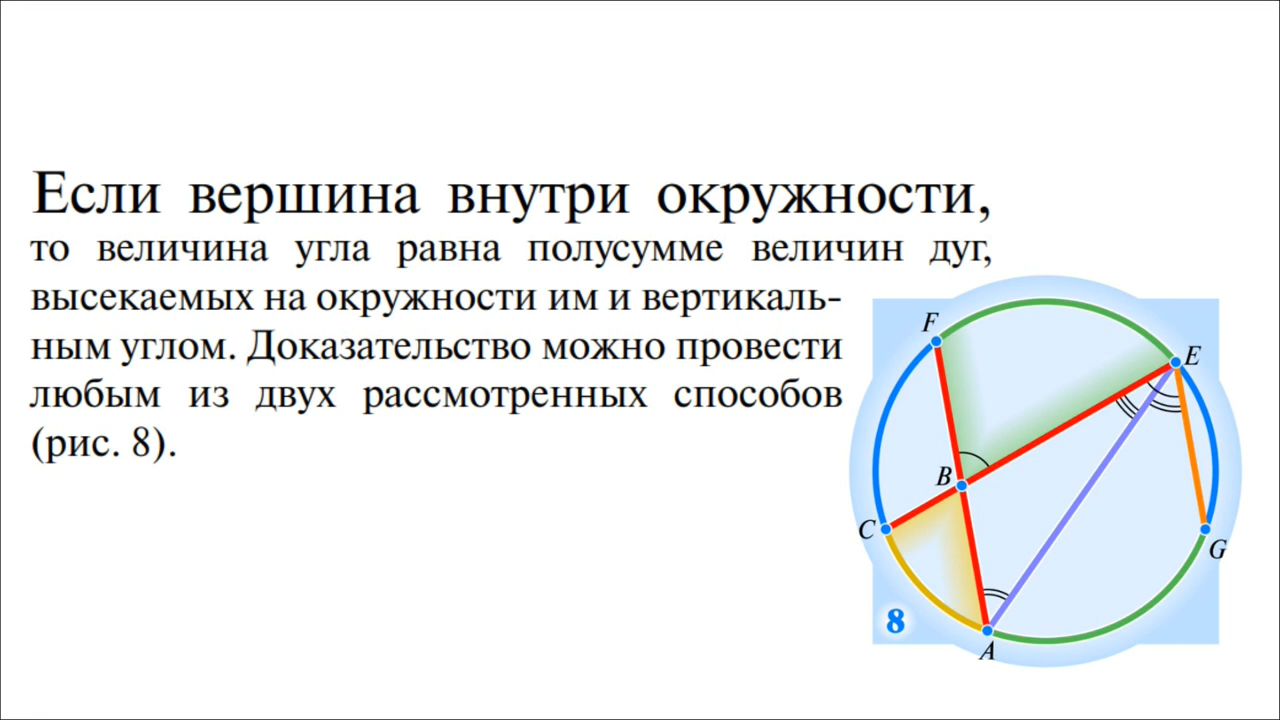 Если вершина внутри окружности,
то величина угла равна полусумме величин дуг,
высекаемых на окружности им и вертикаль-
ным углом. Доказательство можно провести
любым из двух рассмотренных способов
(рис. 8).
F
E
B
C
G
8
A